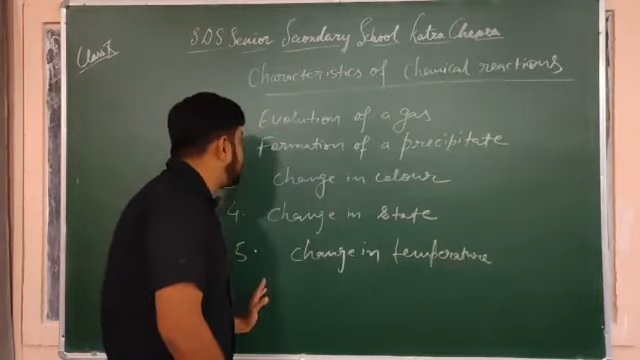 Class X
SDS Senior Secondary School Katra Chapra
Characteristics of chemical reactions
Evolution of a gas
Formation of a precipitate
change in colour
4. change in state
5. change in temperature